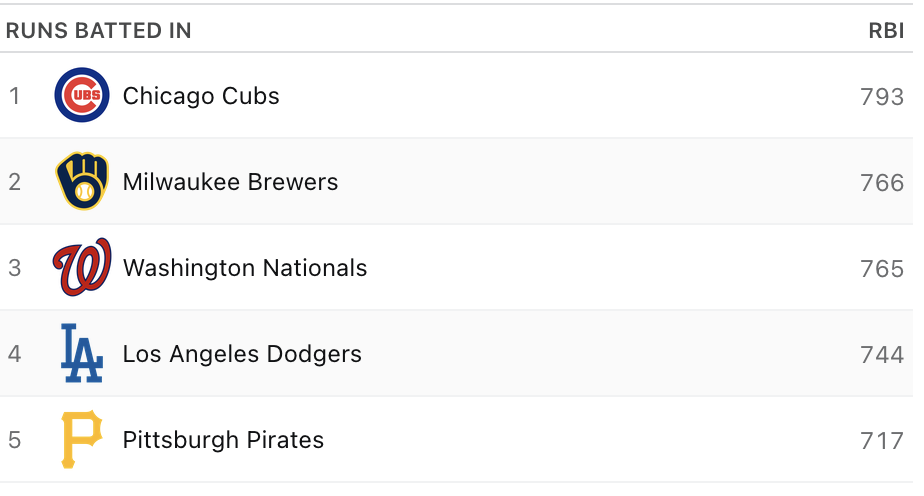 RUNS BATTED IN RBI
1 CUBS Chicago Cubs 793
2 Milwaukee Brewers 766
3 W Washington Nationals 765
4 LA Los Angeles Dodgers 744
5 P Pittsburgh Pirates 717